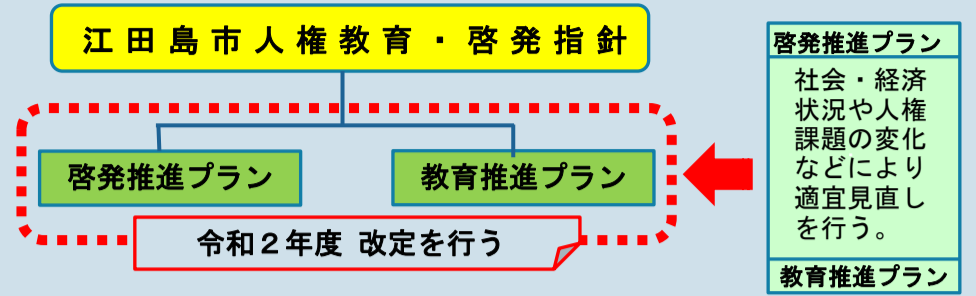 江田島市人権教育・啓発指針
啓発推進プラン
教育推進プラン
令和２年度 改定を行う
啓発推進プラン
社会・経済
状況や人権
課題の変化
などにより
適宜見直し
を行う。
教育推進プラン